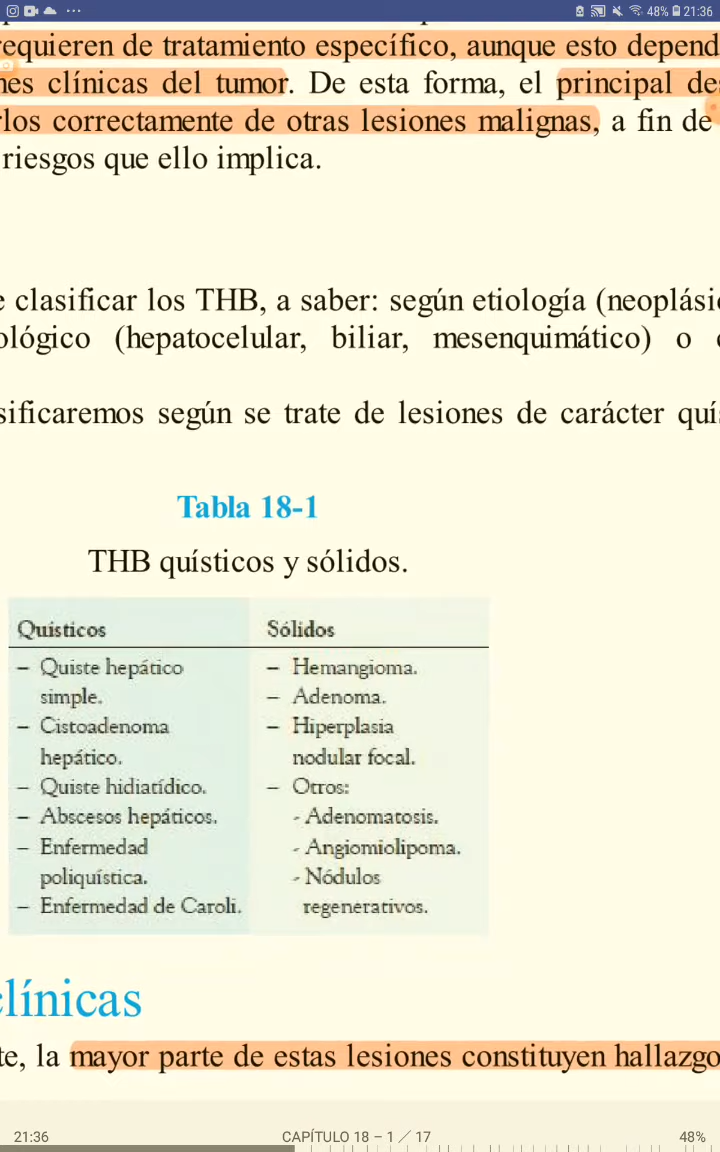 48% 21:36
requieren de tratamiento específico, aunque esto depend
nes clínicas del tumor. De esta forma, el principal des
rlos correctamente de otras lesiones malignas, a fin de
riesgos que ello implica.
e clasificar los THB, a saber: según etiología (neoplásic
ológico (hepatocelular, biliar, mesenquimático) o
sificaremos según se trate de lesiones de carácter quís
Tabla 18-1
THB quísticos y sólidos.
Quísticos
– Quiste hepático
simple.
– Cistoadenoma
hepático.
– Quiste hidiatídico.
– Abscesos hepáticos.
– Enfermedad
poliquística.
– Enfermedad de Caroli.
Sólidos
– Hemangioma.
– Adenoma.
– Hiperplasia
nodular focal.
– Otros:
- Adenomatosis.
- Angiomiolipoma.
- Nódulos
regenerativos.
clínicas
te, la mayor parte de estas lesiones constituyen hallazgo
21:36 CAPÍTULO 18 – 1 / 17 48%